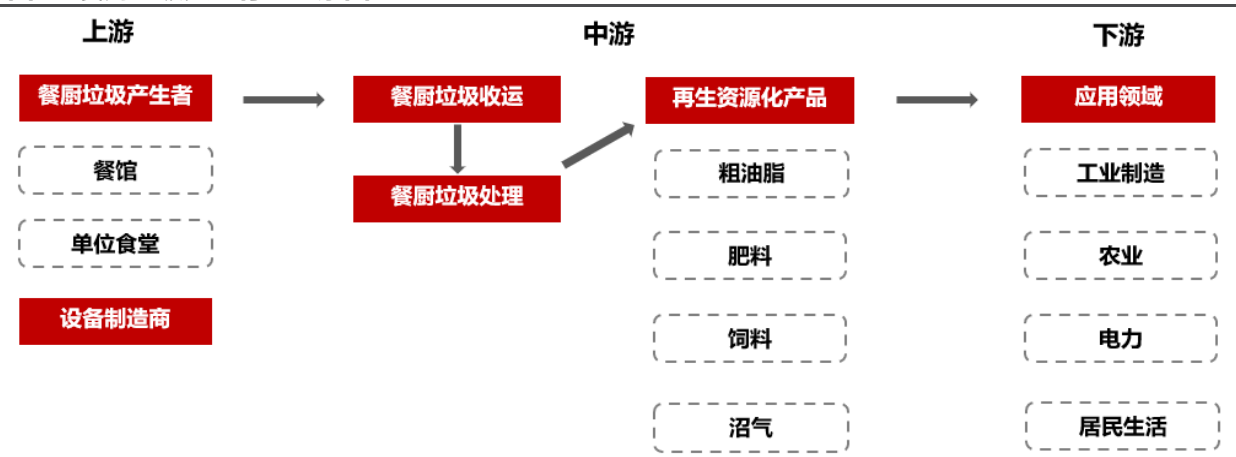 上游
中游
下游
餐厨垃圾产生者
餐馆
单位食堂
设备制造商
餐厨垃圾收运
餐厨垃圾处理
再生资源化产品
粗油脂
肥料
饲料
沼气
应用领域
工业制造
农业
电力
居民生活